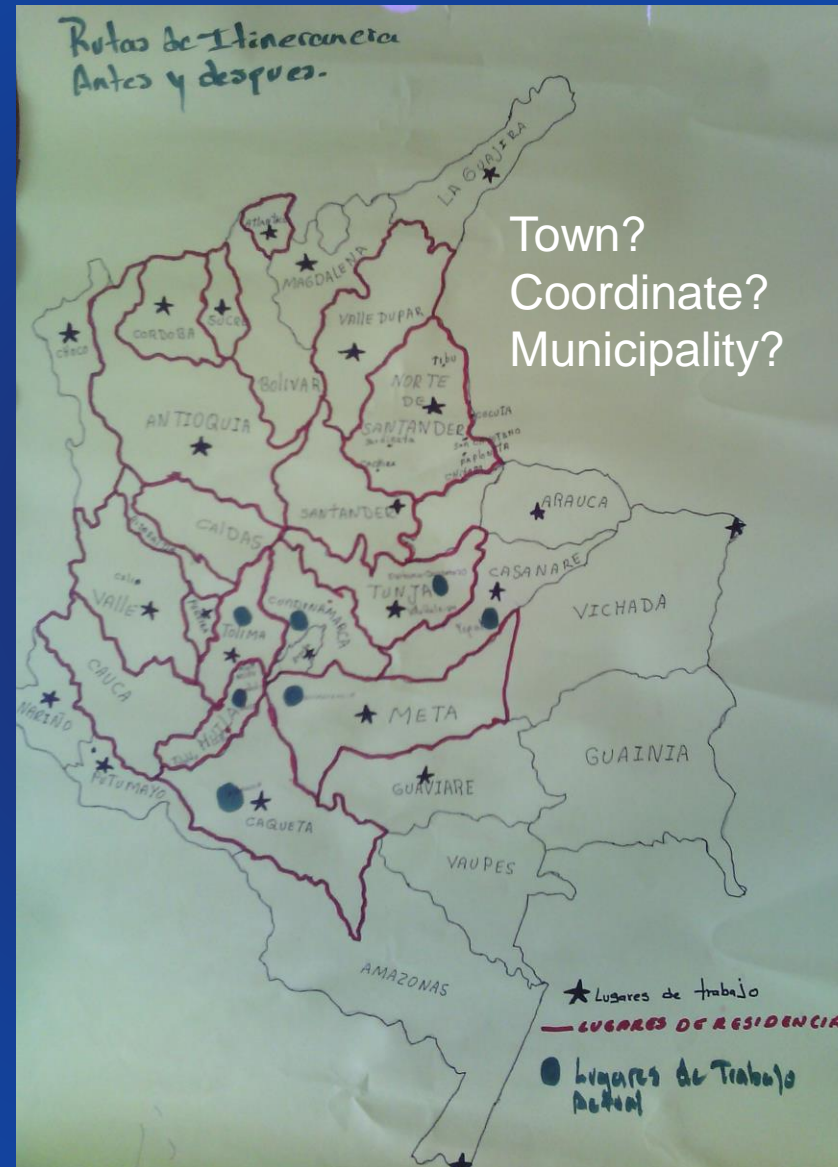 Rutas de Itinerancia
Antes y despues.
Town?
Coordinate?
Municipality?
LA GUAJIRA
MAGDALENA
VALLE DUPAR
CORDOBA
SUCRE
CHOCO
BOLIVAR
TIBU
NORTE
DE
SANTANDER
ANTIOQUIA
SANTANDER
ARAUCA
CALDAS
CASANARE
TUNJA
VICHADA
VALLE
TOLIMA
CUNDINAMARCA
CAUCA
META
NARIÑO
HUILA
GUAINIA
PUTUMAYO
GUAVIARE
CAQUETA
VAUPES
AMAZONAS
Lugares de trabajo
LUGARES DE RESIDENCIA
Lugares de Trabajo
Actual